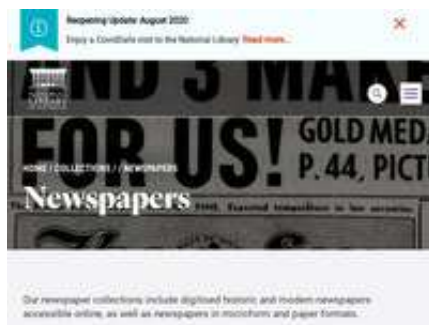 Reopening Update: August 2020
Enjoy a CovidSafe visit to the National Library Read more...
AND 3 MAK
FOR US!
GOLD MED
P. 44, PICT
HOME / COLLECTIONS / / NEWSPAPERS
Newspapers
Our newspaper collections include digitised historic and modern newspapers
accessible online, as well as newspapers in microform and paper formats.